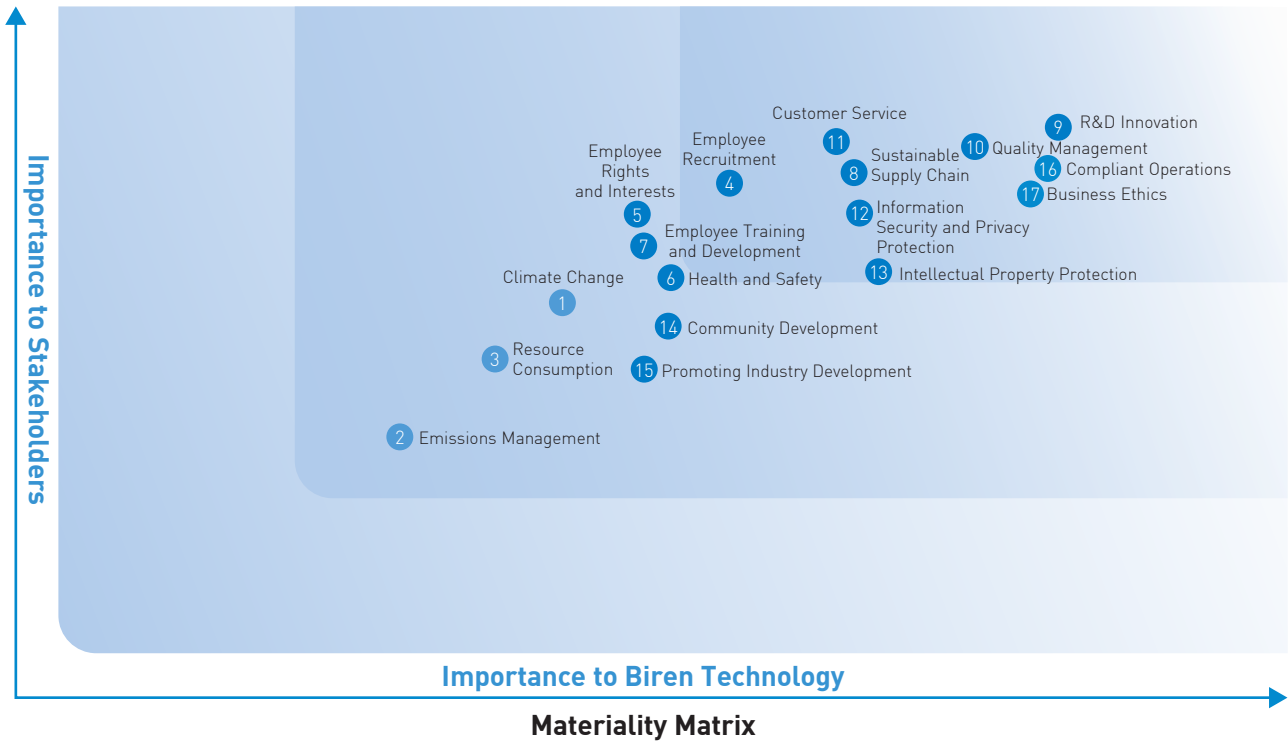 Importance to Stakeholders
Customer Service
11
9
R&D Innovation
Employee
Recruitment
4
10
Quality Management
Employee
Rights
and Interests
5
8
Sustainable
Supply Chain
16
Compliant Operations
17
Business Ethics
12
Information
Security and Privacy
Protection
7
Employee Training
and Development
13
Intellectual Property Protection
6
Health and Safety
Climate Change
1
14
Community Development
3
Resource
Consumption
15
Promoting Industry Development
2
Emissions Management
Importance to Biren Technology
Materiality Matrix